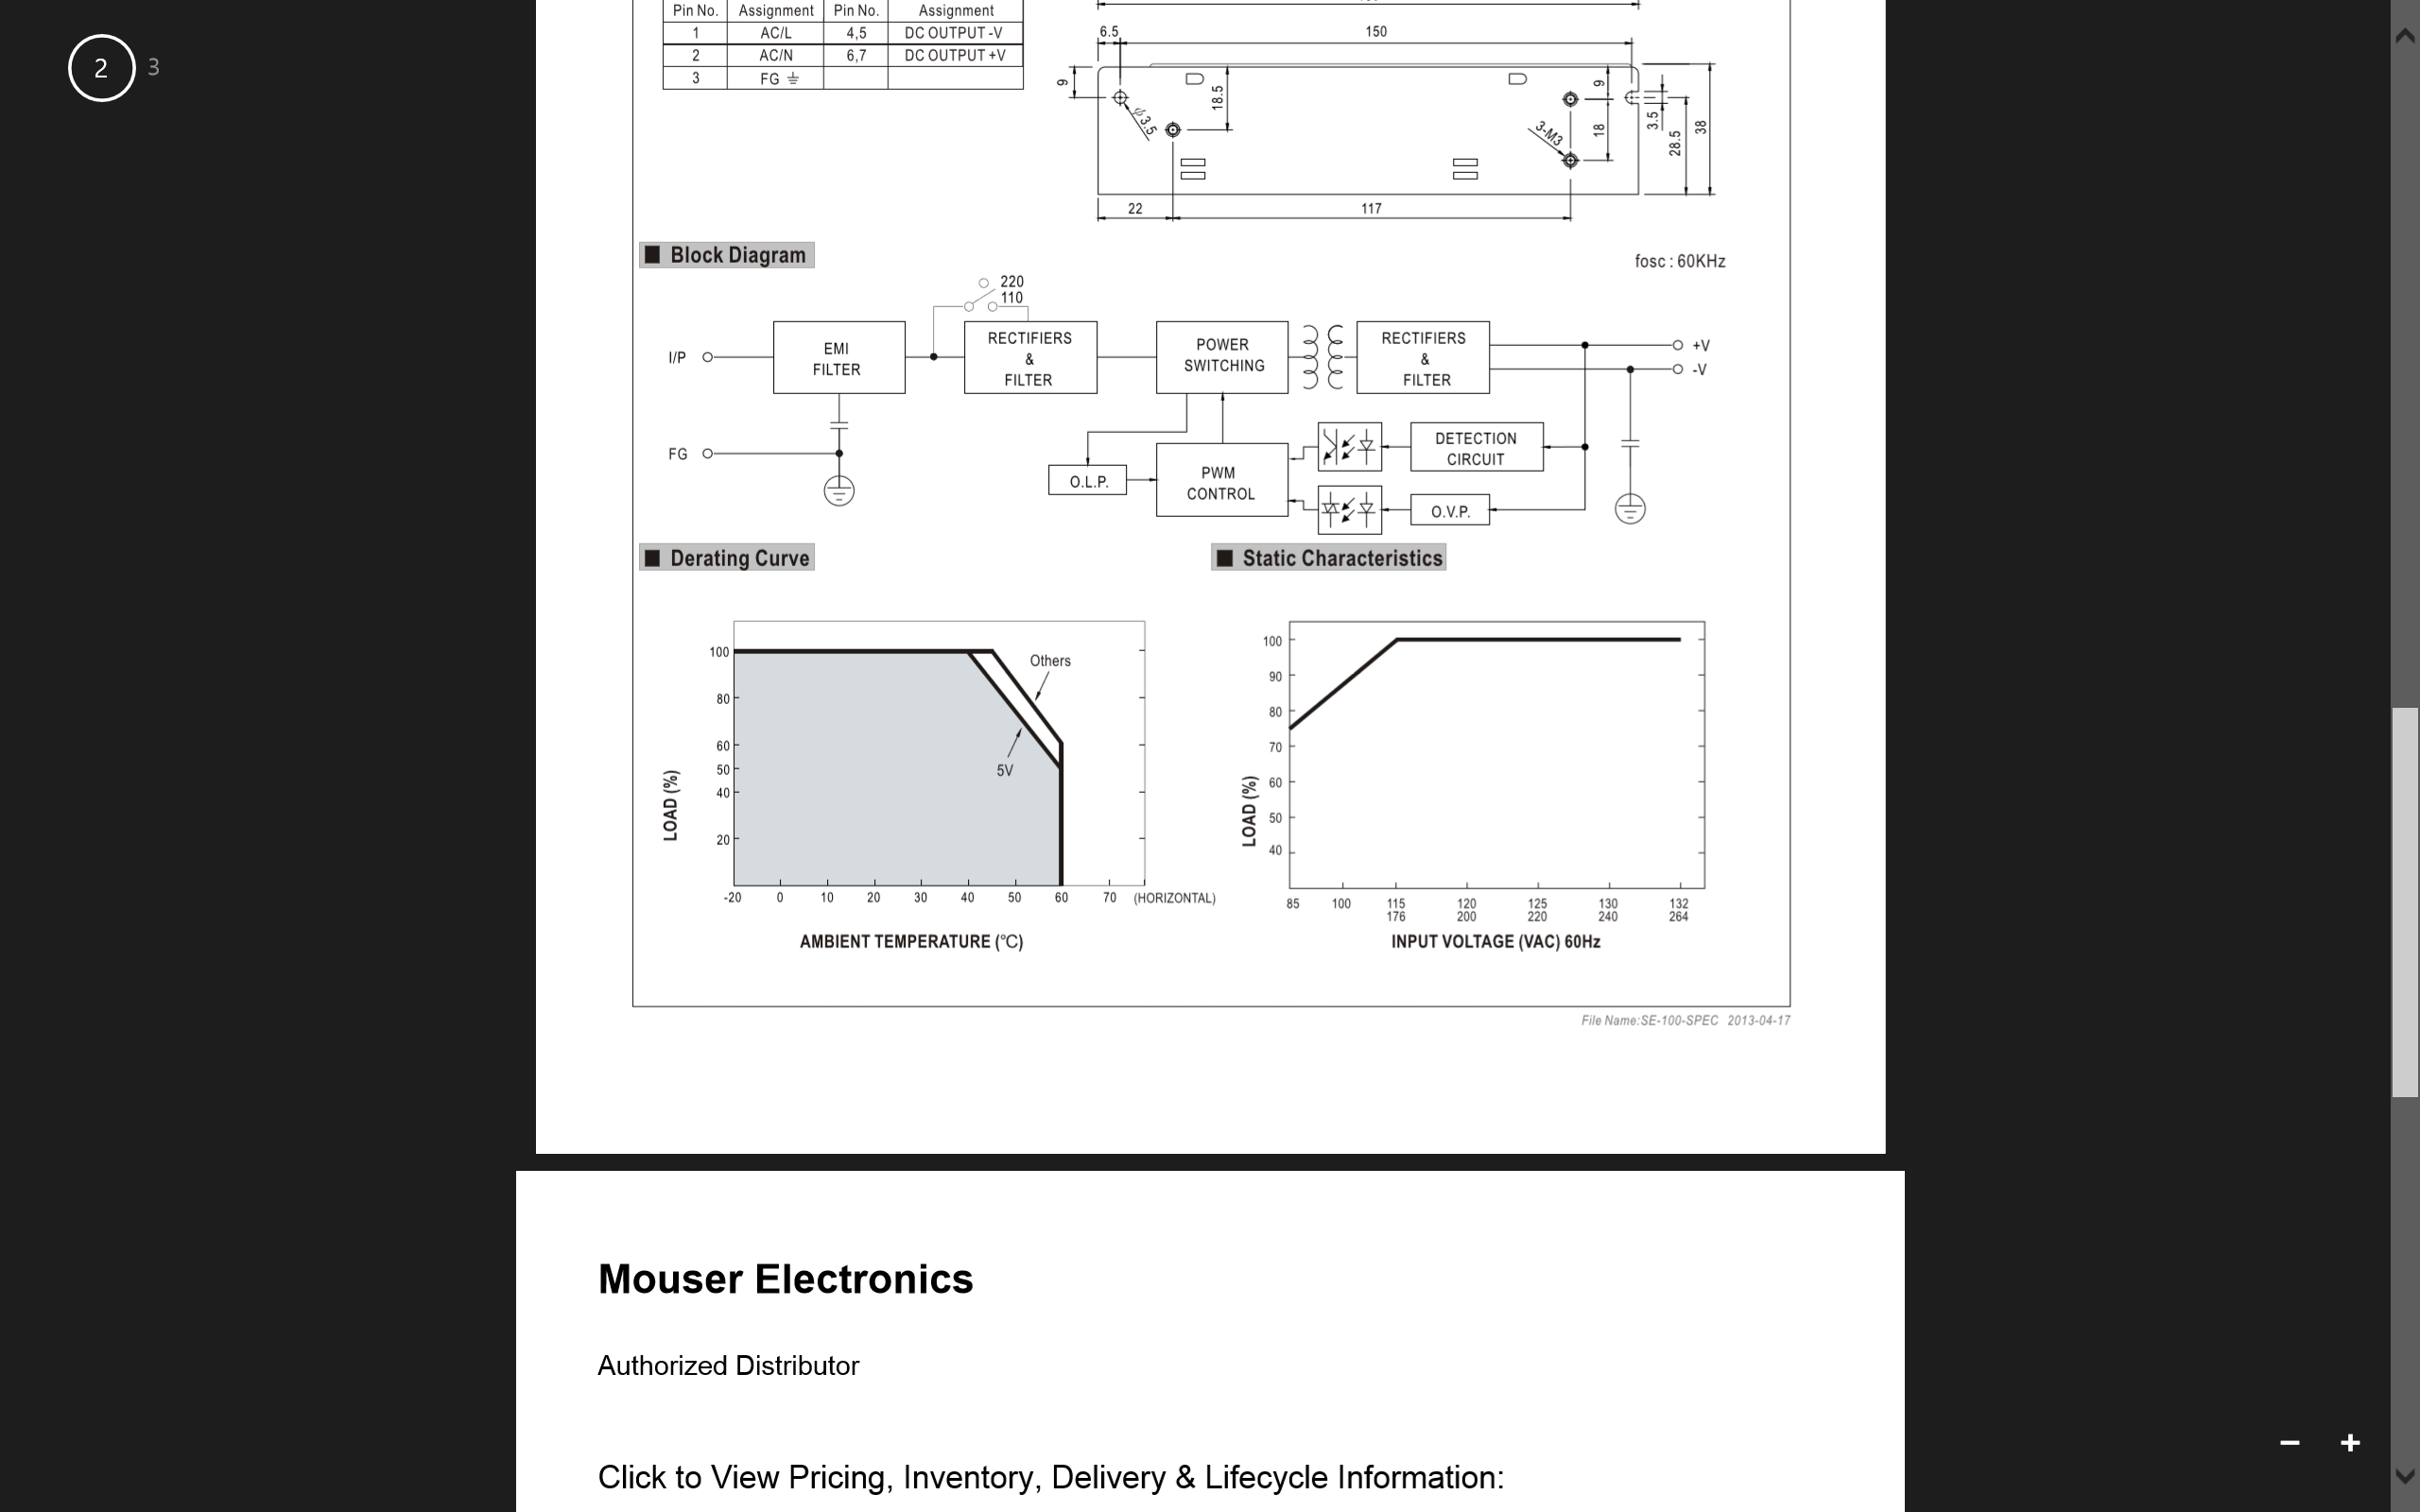 2 3
Pin No. Assignment Pin No. Assignment
1 AC/L 4,5 DC OUTPUT -V
2 AC/N 6,7 DC OUTPUT +V
3 FG
6.5 150
9
ϕ3.5
18.5
3-M3
9
18
3.5
28.5
38
22 117
■ Block Diagram
fosc : 60KHz
220
110
I/P
EMI
FILTER
RECTIFIERS
&
FILTER
POWER
SWITCHING
RECTIFIERS
&
FILTER
+V
-V
FG
O.L.P.
PWM
CONTROL
DETECTION
CIRCUIT
O.V.P.
■ Derating Curve
LOAD (%)
100
80
60
50
40
20
Others
5V
-20 0 10 20 30 40 50 60 70 (HORIZONTAL)
AMBIENT TEMPERATURE (℃)
■ Static Characteristics
LOAD (%)
100
90
80
70
60
50
40
85 100 115 120 125 130 132
176 200 220 240 264
INPUT VOLTAGE (VAC) 60Hz
File Name:SE-100-SPEC 2013-04-17
Mouser Electronics
Authorized Distributor
Click to View Pricing, Inventory, Delivery & Lifecycle Information: